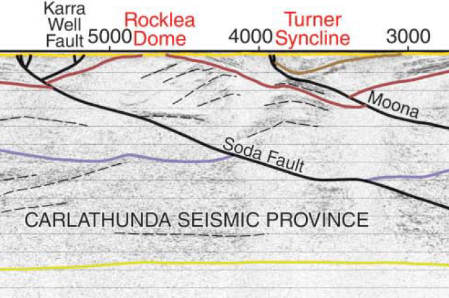 Karra
Well
Fault
5000
Rocklea
Dome
4000
Turner
Syncline
3000
Moona
Soda Fault
CARLATHUNDA SEISMIC PROVINCE